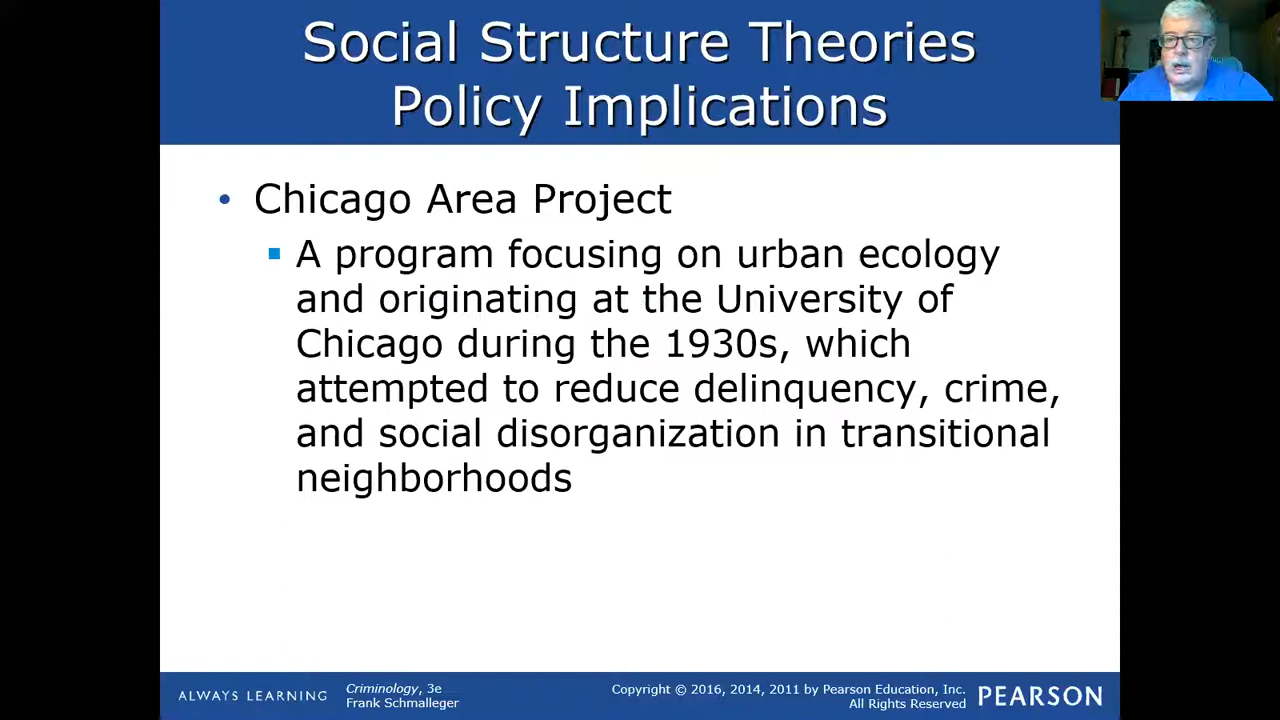 Social Structure Theories
Policy Implications
• Chicago Area Project
▪ A program focusing on urban ecology
and originating at the University of
Chicago during the 1930s, which
attempted to reduce delinquency, crime,
and social disorganization in transitional
neighborhoods
ALWAYS LEARNING
Criminology, 3e
Frank Schmalleger
Copyright © 2016, 2014, 2011 by Pearson Education, Inc.
All Rights Reserved
PEARSON